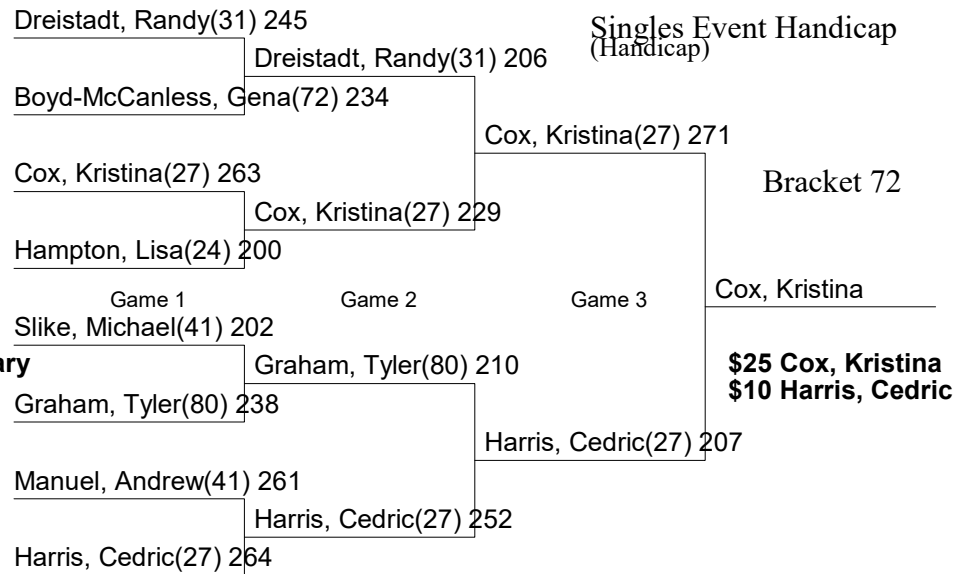 Dreistadt, Randy(31) 245
Singles Event Handicap
(Handicap)
Dreistadt, Randy(31) 206
Boyd-McCanless, Gena(72) 234
Cox, Kristina(27) 271
Cox, Kristina(27) 263
Bracket 72
Cox, Kristina(27) 229
Hampton, Lisa(24) 200
Game 1
Game 2
Game 3
Cox, Kristina
Slike, Michael(41) 202
ary
Graham, Tyler(80) 210
$25 Cox, Kristina
$10 Harris, Cedric
Graham, Tyler(80) 238
Harris, Cedric(27) 207
Manuel, Andrew(41) 261
Harris, Cedric(27) 252
Harris, Cedric(27) 264